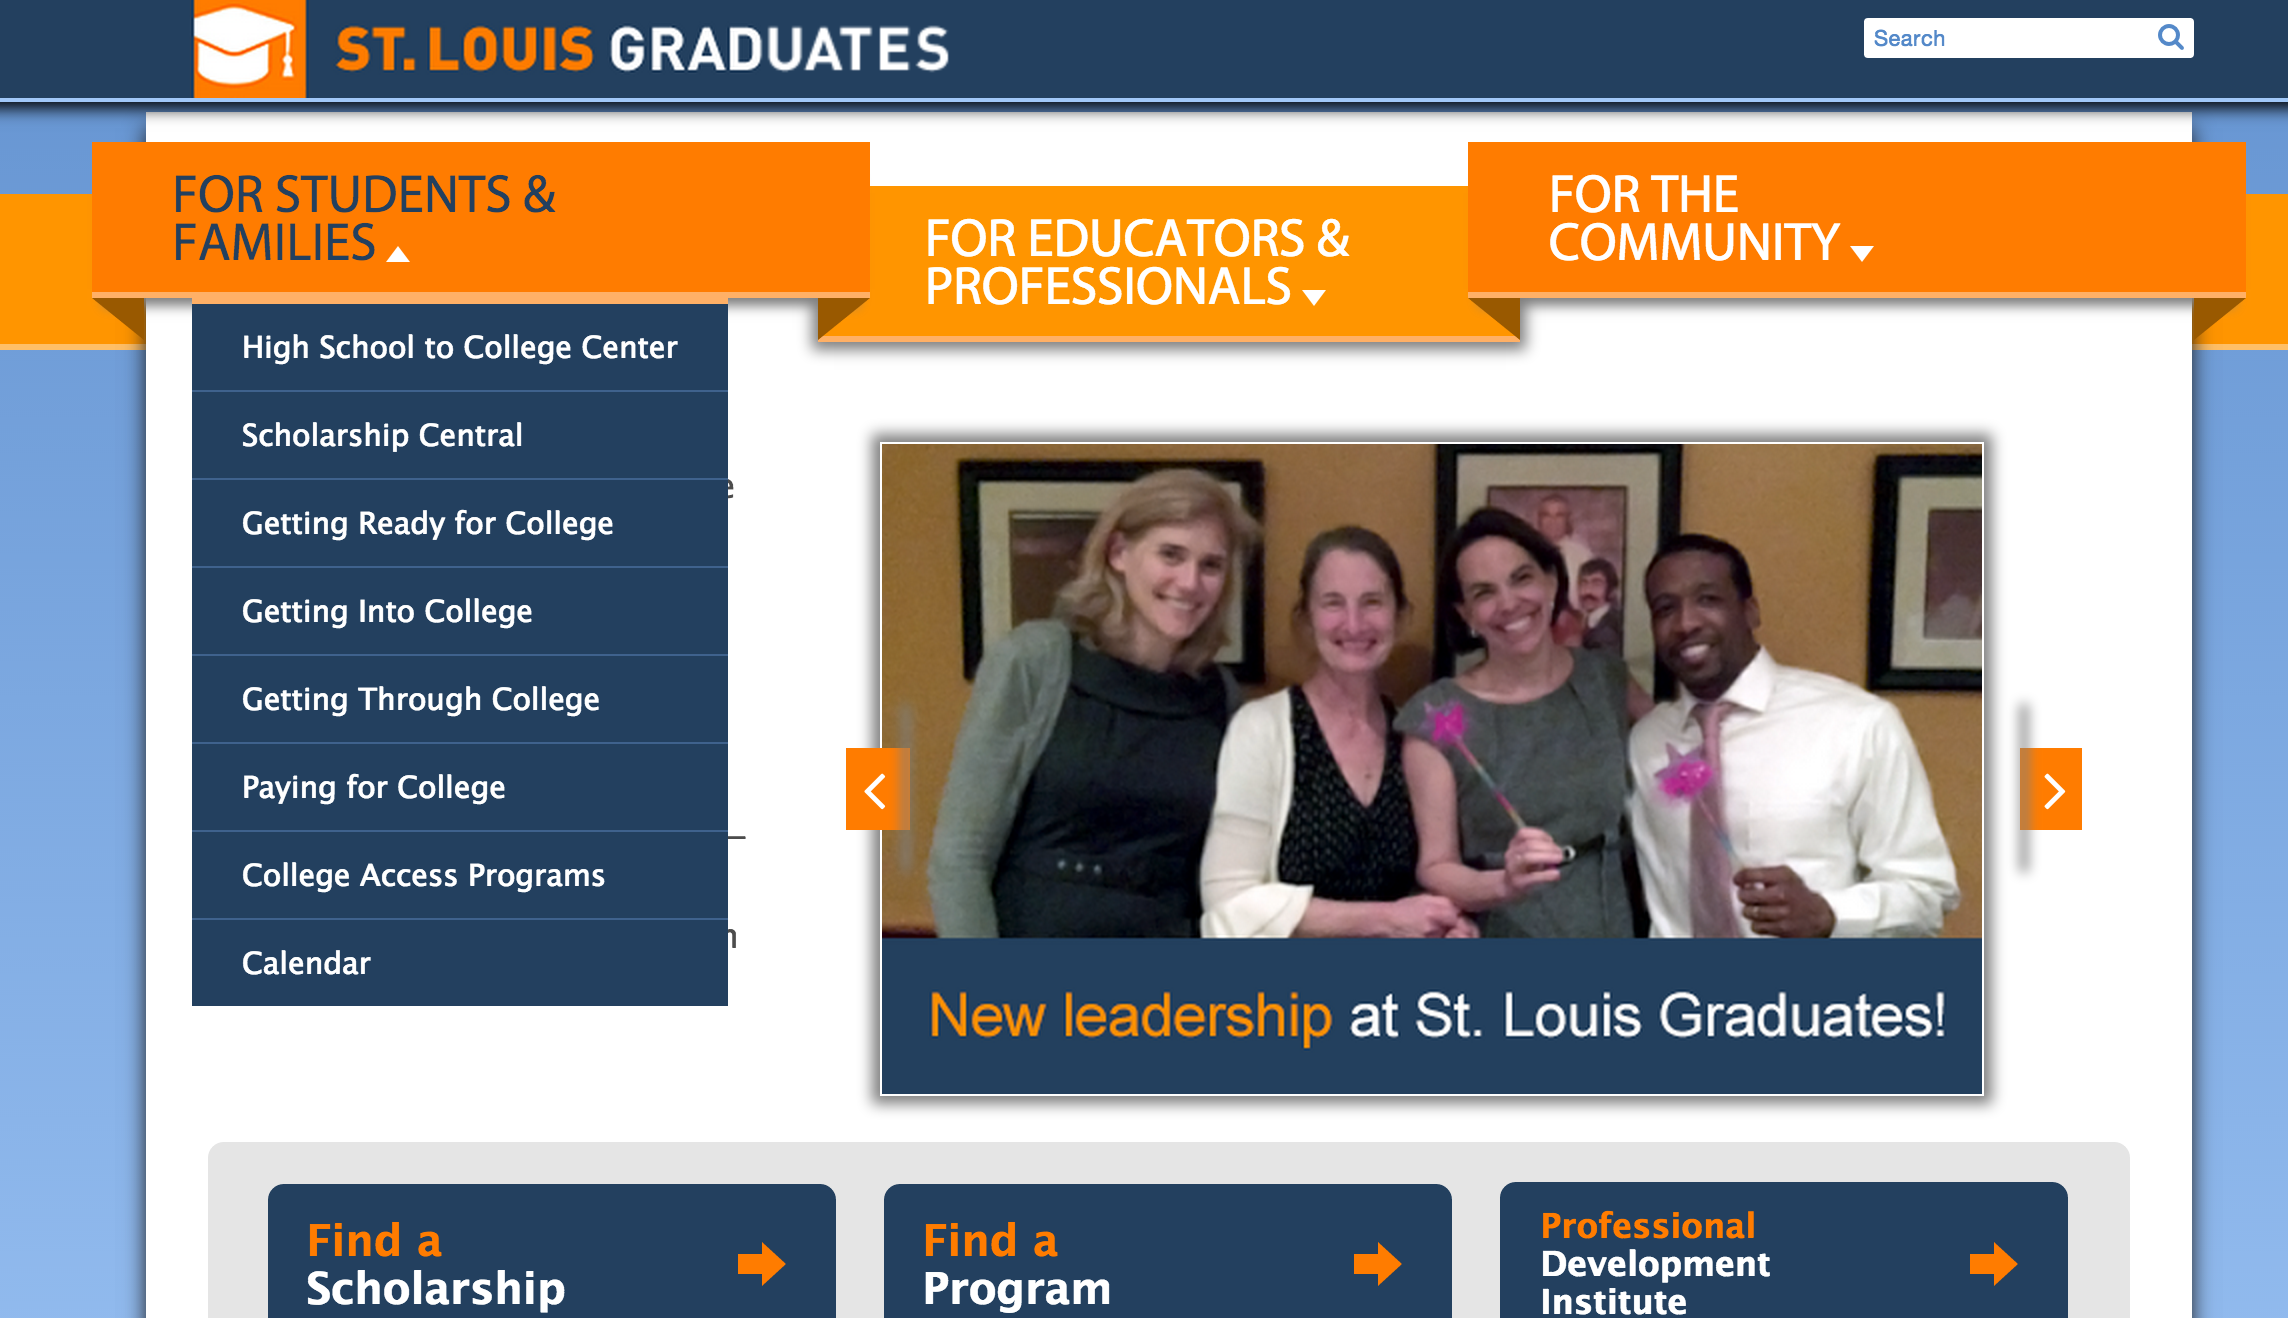 ST. LOUIS GRADUATES
Search
FOR STUDENTS &
FAMILIES
FOR EDUCATORS &
PROFESSIONALS
FOR THE
COMMUNITY
High School to College Center
Scholarship Central
Getting Ready for College
Getting Into College
Getting Through College
Paying for College
College Access Programs
Calendar
New leadership at St. Louis Graduates!
Find a
Scholarship
Find a
Program
Professional
Development
Institute